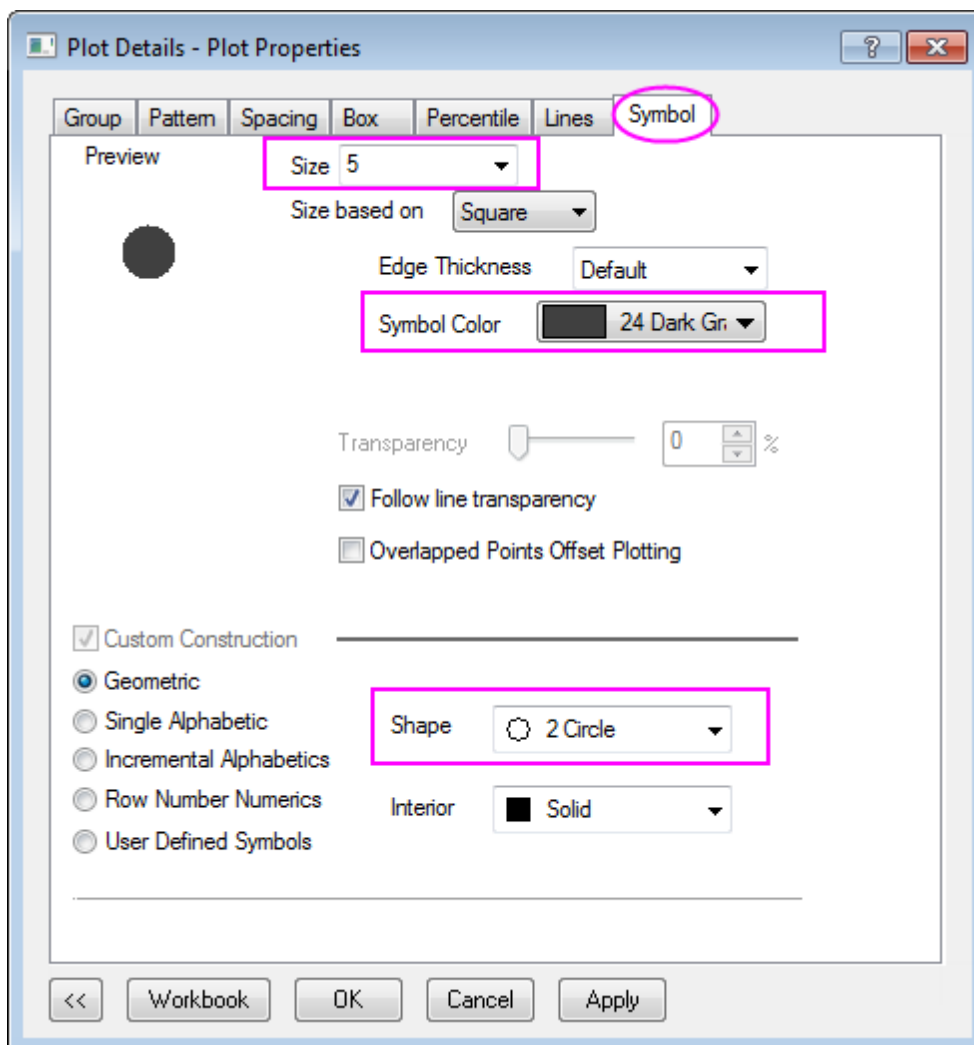 Plot Details - Plot Properties
Group Pattern Spacing Box Percentile Lines Symbol
Preview
Size 5
Size based on Square
Edge Thickness Default
Symbol Color 24 Dark Gr
Transparency 0 %
Follow line transparency
Overlapped Points Offset Plotting
Custom Construction
Geometric
Single Alphabetic
Incremental Alphabetics
Row Number Numerics
User Defined Symbols
Shape 2 Circle
Interior Solid
<< Workbook OK Cancel Apply